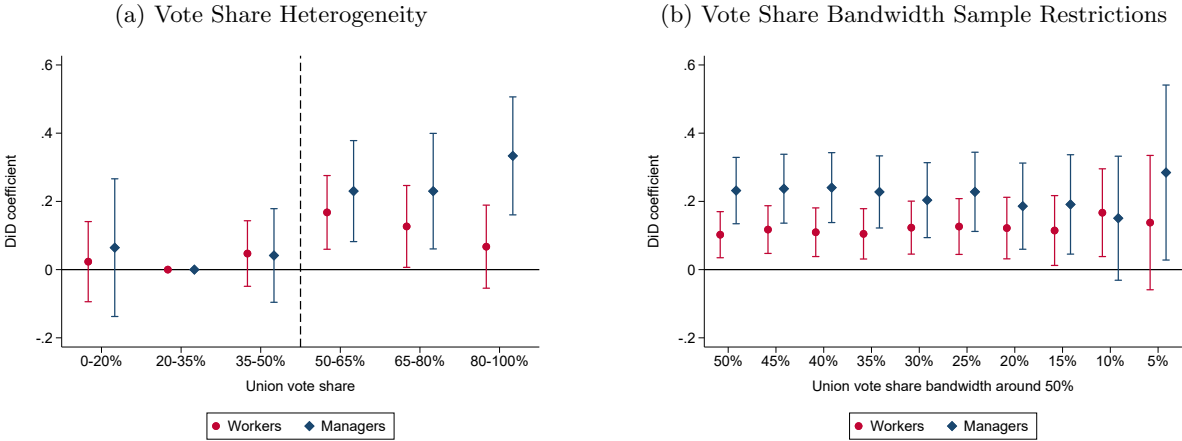 (a) Vote Share Heterogeneity
.6
.4
.2
0
-.2
DiD coefficient
0-20%
20-35%
35-50%
50-65%
65-80%
80-100%
Union vote share
Workers
Managers
(b) Vote Share Bandwidth Sample Restrictions
.6
.4
.2
0
-.2
DiD coefficient
50%
45%
40%
35%
30%
25%
20%
15%
10%
5%
Union vote share bandwidth around 50%
Workers
Managers